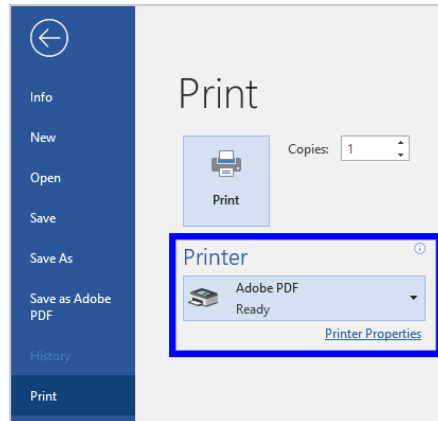 Info
New
Open
Save
Save As
Save as Adobe
PDF
History
Print
Print
Copies: 1
Print
Printer
Adobe PDF
Ready
Printer Properties